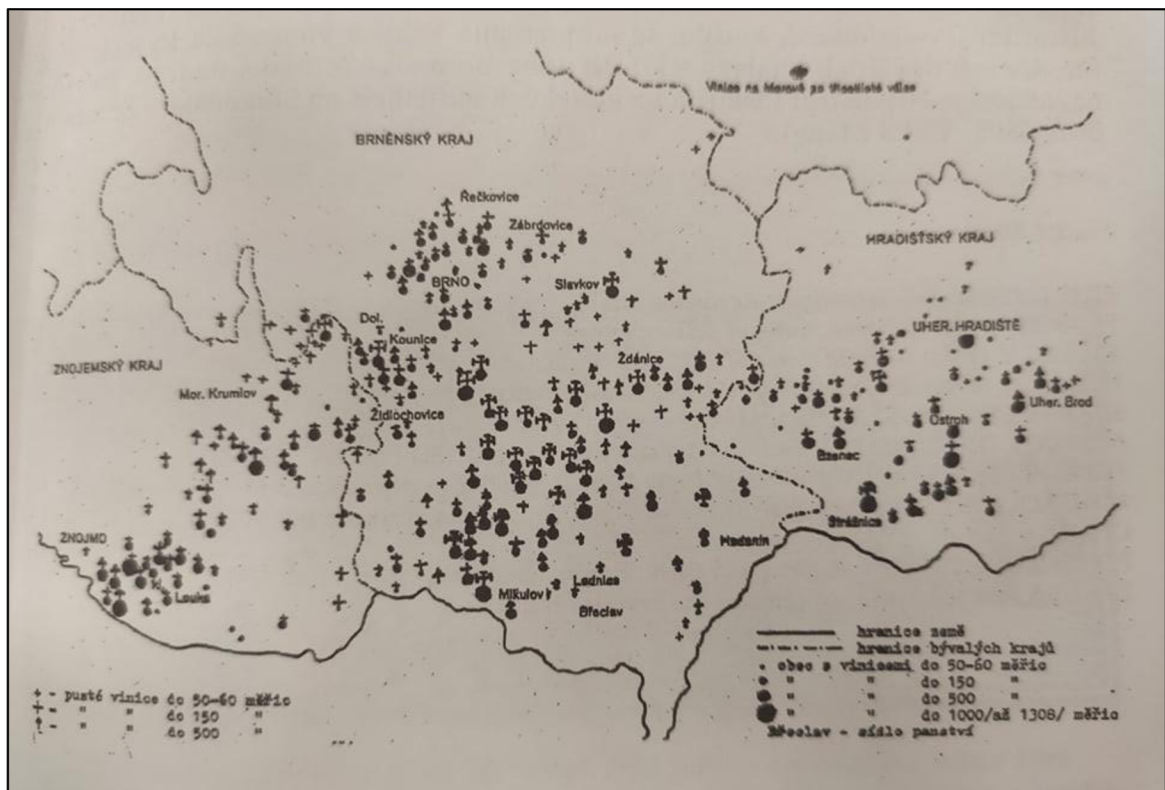 Vinice na Moravě po třicetileté válce
BRNĚNSKÝ KRAJ
Řečkovice
Zábrdovice
HRADIŠŤSKÝ KRAJ
BRNO
Slavkov
Dol.
Kounice
UHER. HRADIŠTĚ
ZNOJEMSKÝ KRAJ
Ždánice
Mor. Krumlov
Uher. Brod
Židlochovice
Ostroh
Bzenec
Strážnice
ZNOJMO
Hodonín
Louka
Lednice
Mikulov
Břeclav
hranice země
hranice bývalých krajů
obec s vinicemi do 50-60 měřic
" " do 150 "
" " do 500 "
" " do 1000/až 1308/ měřic
Břeclav - sídlo panství
+ - pusté vinice do 50-60 měřic
- " " do 150 "
- " " do 500 "